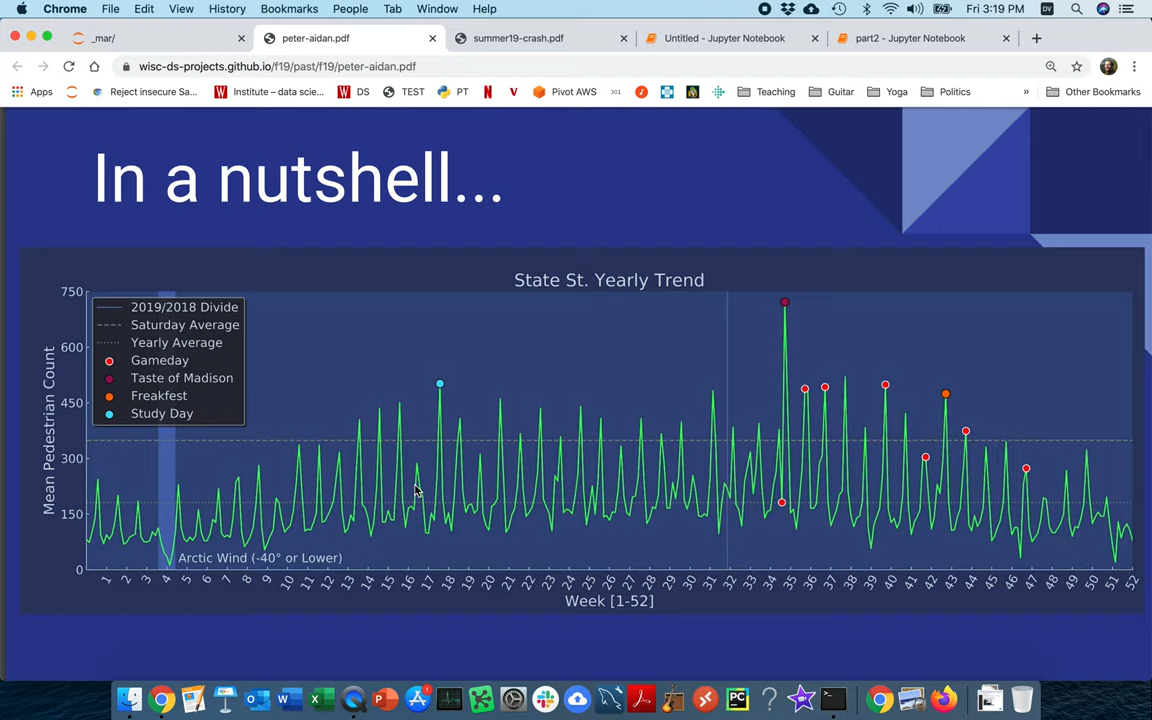 Chrome File Edit View Bookmarks People Tab Window Help Fri 3:19 PM DV
_mar/ peter-aidan.pdf summer19-crash.pdf Untitled - Jupyter Notebook part2 - Jupyter Notebook
wisc-ds-projects.github.io/f19/past/f19/peter-aidan.pdf
Apps Reject insecure Sa... Institute – data scie... DS TEST PT Pivot AWS 301 Teaching Guitar Yoga Politics » Other Bookmarks
In a nutshell...
State St. Yearly Trend
Mean Pedestrian Count
750
600
450
300
150
0
2019/2018 Divide
Saturday Average
Yearly Average
Gameday
Taste of Madison
Freakfest
Study Day
Arctic Wind (-40° or Lower)
1 2 3 4 5 6 7 8 9 10 11 12 13 14 15 16 17 18 19 20 21 22 23 24 25 26 27 28 29 30 31 32 33 34 35 36 37 38 39 40 41 42 43 44 45 46 47 48 49 50 51 52
Week [1-52]